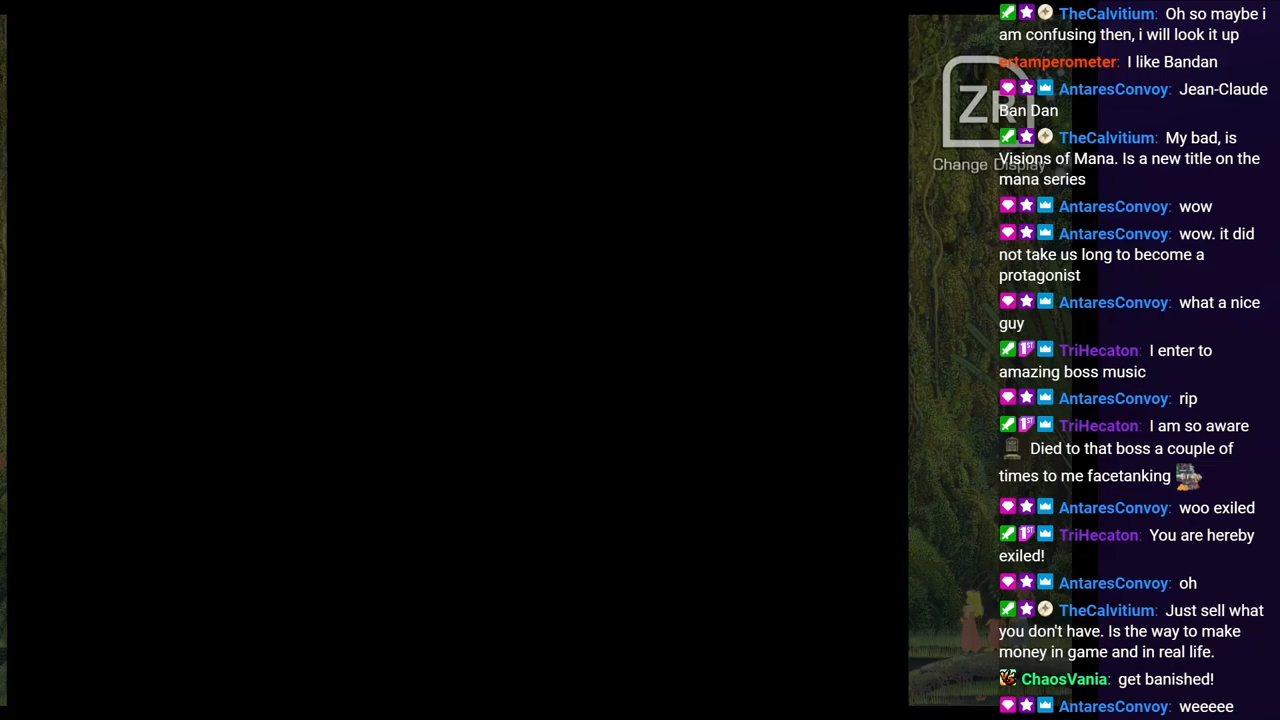 TheCalvitium: Oh so maybe i
am confusing then, i will look it up
ertamperometer: I like Bandan
AntaresConvoy: Jean-Claude
Ban Dan
TheCalvitium: My bad, is
Visions of Mana. Is a new title on the
mana series
AntaresConvoy: wow
AntaresConvoy: wow. it did
not take us long to become a
protagonist
AntaresConvoy: what a nice
guy
TriHecaton: I enter to
amazing boss music
AntaresConvoy: rip
TriHecaton: I am so aware
Died to that boss a couple of
times to me facetanking
AntaresConvoy: woo exiled
TriHecaton: You are hereby
exiled!
AntaresConvoy: oh
TheCalvitium: Just sell what
you don't have. Is the way to make
money in game and in real life.
ChaosVania: get banished!
AntaresConvoy: weeeee
ZR
Change Display